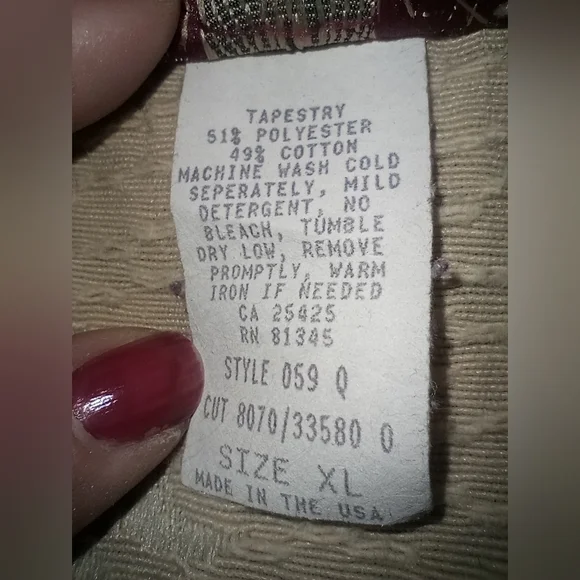 TAPESTRY
51% POLYESTER
49% COTTON
MACHINE WASH COLD
SEPERATELY, MILD
DETERGENT, NO
BLEACH, TUMBLE
DRY LOW, REMOVE
PROMPTLY, WARM
IRON IF NEEDED
CA 25425
RN 81345
STYLE 059 Q
CUT 8070/33580 0
SIZE XL
MADE IN THE USA